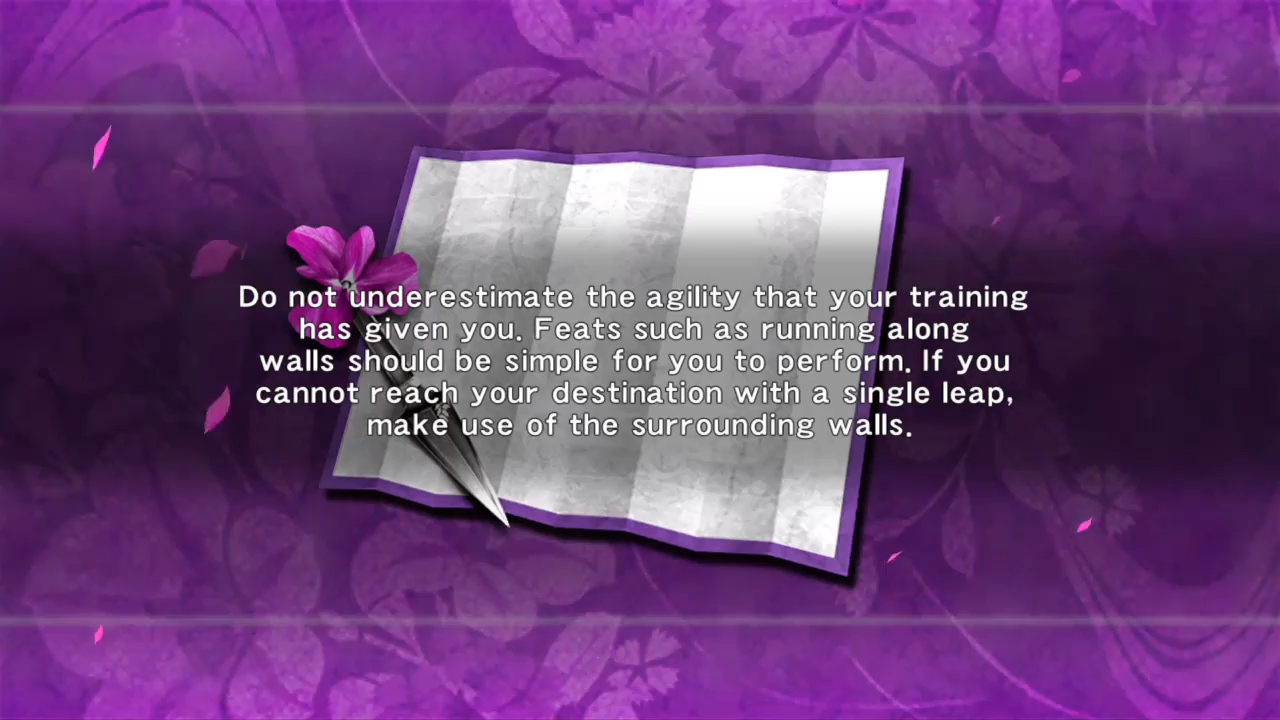 Do not underestimate the agility that your training
has given you. Feats such as running along
walls should be simple for you to perform. If you
cannot reach your destination with a single leap,
make use of the surrounding walls.